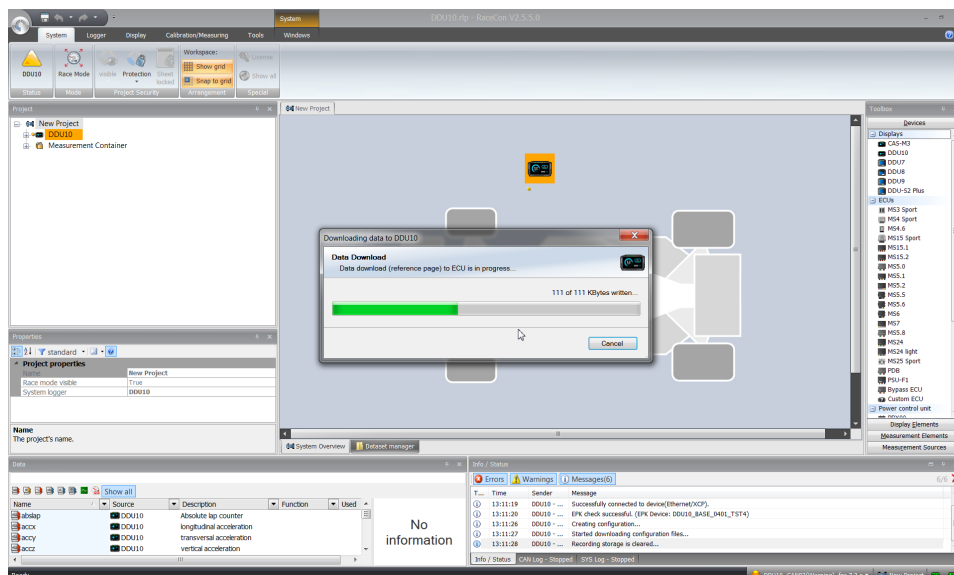 System
DDU10.rlp - RaceCon V2.5.5.0
System Logger Display Calibration/Measuring Tools Windows
DDU10
Race Mode
visible
Protection
Sheet
locked
Workspace:
Show grid
Snap to grid
License
Show all
Status Mode Project Security Arrangement Special
Project
New Project
DDU10
Measurement Container
New Project
Toolbox
Devices
Displays
CAS-M3
DDU10
DDU7
DDU8
DDU9
DDU-S2 Plus
ECUs
MS3 Sport
MS4 Sport
MS4.6
MS15 Sport
MS15.1
MS15.2
MS5.0
MS5.1
MS5.2
MS5.5
MS5.6
MS6
MS7
MS5.8
MS24
MS24 light
MS25 Sport
PDB
PSU-F1
Bypass ECU
Custom ECU
Power control unit
Display Elements
Measurement Elements
Measurement Sources
Downloading data to DDU10
Data Download
Data download (reference page) to ECU is in progress...
111 of 111 KBytes written...
Cancel
Properties
standard
Project properties
Name New Project
Race mode visible True
System logger DDU10
Name
The project's name.
System Overview Dataset manager
Data
Show all
Name Source Description Function Used
abslap DDU10 Absolute lap counter
accx DDU10 longitudinal acceleration
accy DDU10 transversal acceleration
accz DDU10 vertical acceleration
No
information
Info / Status
Errors Warnings Messages(6)
6/6
T... Time Sender Message
13:11:19 DDU10 - ... Successfully connected to device(Ethernet/XCP).
13:11:20 DDU10 - ... EPK check successful. (EPK Device: DDU10_BASE_0401_TST4)
13:11:26 DDU10 - ... Creating configuration...
13:11:27 DDU10 - ... Started downloading configuration files...
13:11:28 DDU10 - ... Recording storage is cleared...
Info / Status CAN Log - Stopped SYS Log - Stopped